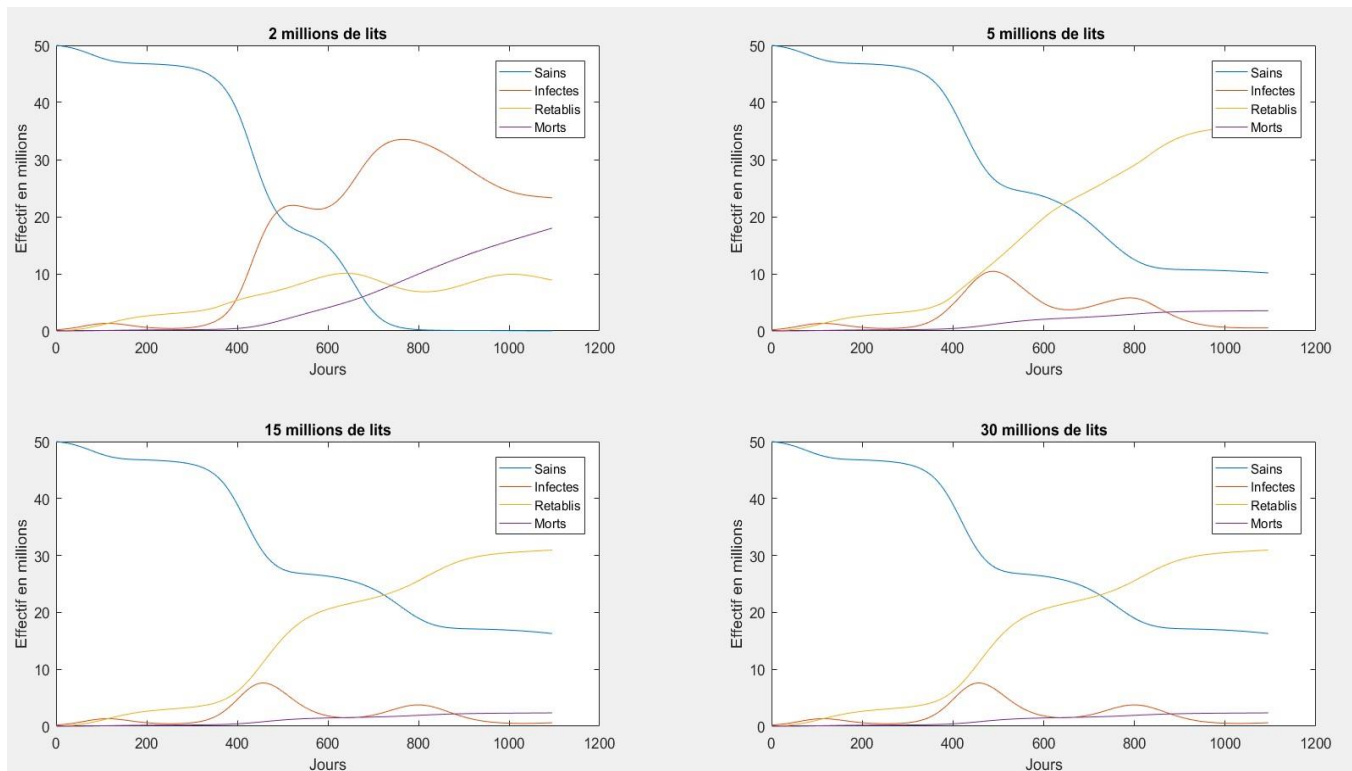 2 millions de lits
50
40
30
20
10
0
Effectif en millions
0 200 400 600 800 1000 1200
Jours
Sains
Infectes
Retablis
Morts
5 millions de lits
50
40
30
20
10
0
Effectif en millions
0 200 400 600 800 1000 1200
Jours
Sains
Infectes
Retablis
Morts
15 millions de lits
50
40
30
20
10
0
Effectif en millions
0 200 400 600 800 1000 1200
Jours
Sains
Infectes
Retablis
Morts
30 millions de lits
50
40
30
20
10
0
Effectif en millions
0 200 400 600 800 1000 1200
Jours
Sains
Infectes
Retablis
Morts